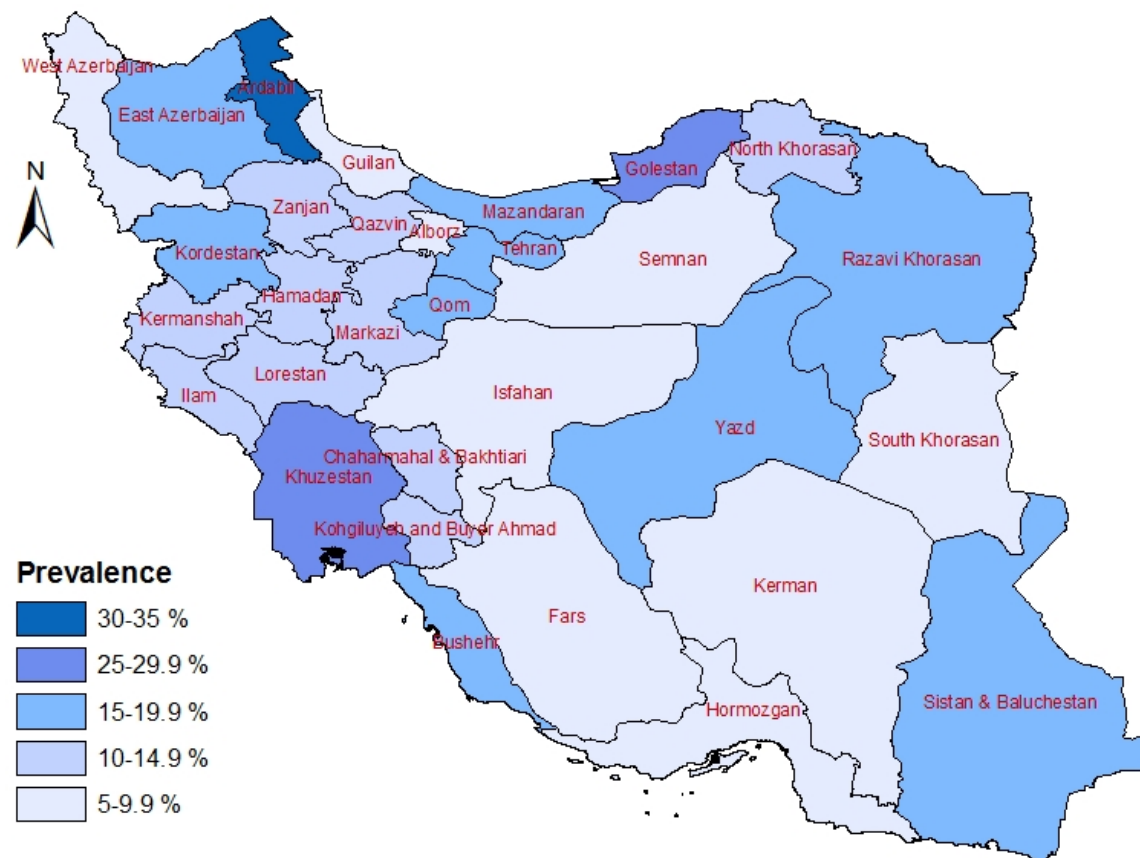 West Azerbaijan
Ardabil
East Azerbaijan
Guilan
Golestan
North Khorasan
N
Zanjan
Qazvin
Alborz
Mazandaran
Tehran
Semnan
Razavi Khorasan
Kordestan
Hamadan
Qom
Kermanshah
Markazi
Lorestan
Ilam
Isfahan
Yazd
South Khorasan
Chaharmahal & Bakhtiari
Khuzestan
Kohgiluyeh and Buyer Ahmad
Kerman
Fars
Bushehr
Hormozgan
Sistan & Baluchestan
Prevalence
30-35 %
25-29.9 %
15-19.9 %
10-14.9 %
5-9.9 %